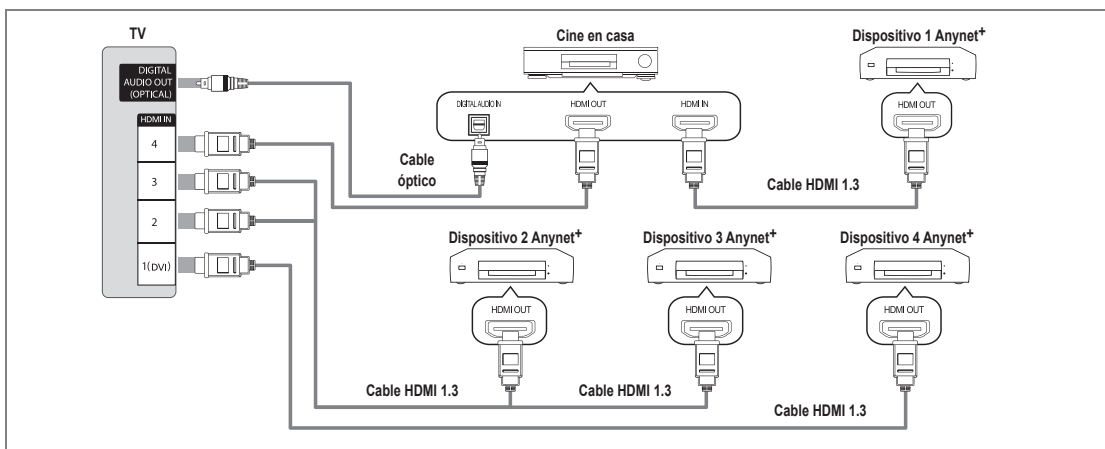 TV
DIGITAL
AUDIO OUT
(OPTICAL)
HDMI IN
4
3
2
1(DVI)
Cine en casa
DIGITAL AUDIO IN
HDMI OUT
HDMI IN
Cable
óptico
Dispositivo 1 Anynet+
HDMI OUT
Cable HDMI 1.3
Dispositivo 2 Anynet+
HDMI OUT
Dispositivo 3 Anynet+
HDMI OUT
Dispositivo 4 Anynet+
HDMI OUT
Cable HDMI 1.3
Cable HDMI 1.3
Cable HDMI 1.3